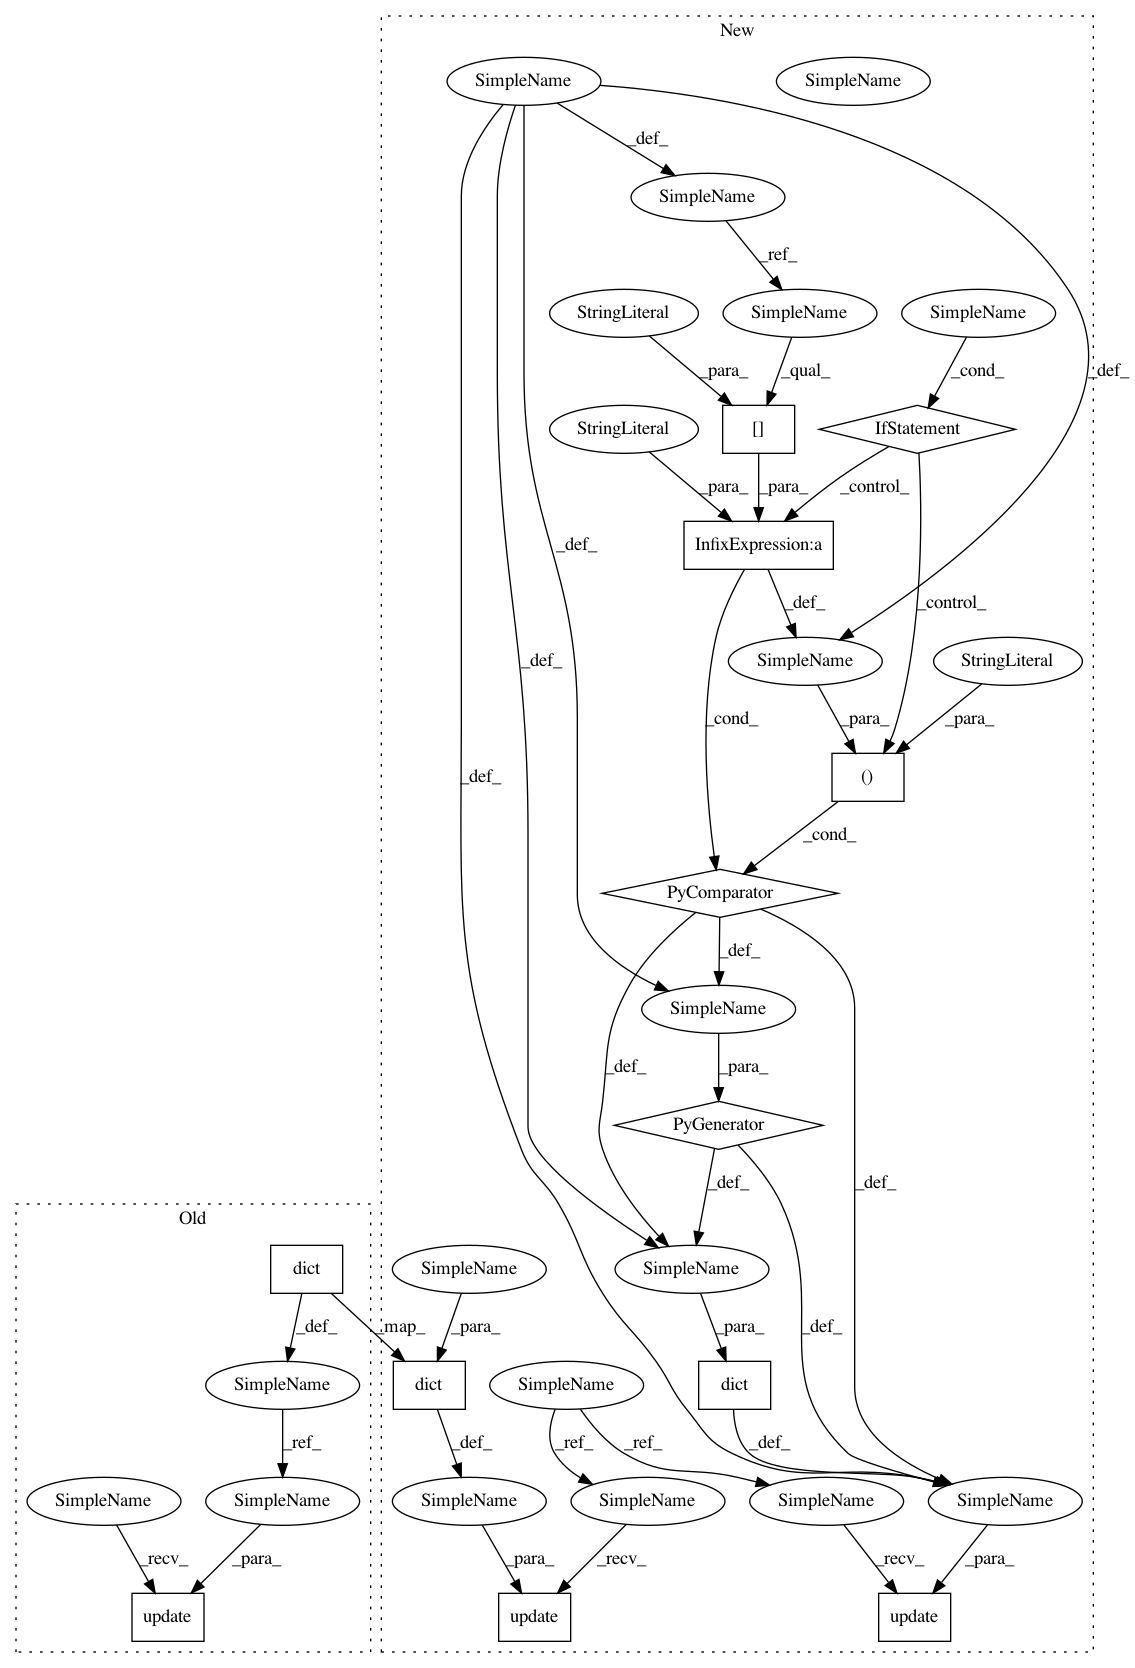 New
SimpleName SimpleName
_def_
SimpleName
_ref_
StringLiteral SimpleName SimpleName
_para_ _qual_ _cond_ _def_
StringLiteral [] IfStatement
_para_ _para_ _control_
InfixExpression:a _def_
_def_ _control_
_def_ SimpleName StringLiteral
_cond_ _para_ _para_
_def_ ()
_cond_
PyComparator
_def_
SimpleName
_def_ _para_
PyGenerator
_def_ _def_
Old
dict SimpleName SimpleName
_def_ _map_ _para_ _para_ _def_
SimpleName dict SimpleName dict
_ref_ _def_ _ref_ _ref_ _def_
SimpleName SimpleName SimpleName SimpleName SimpleName SimpleName
_recv_ _para_ _para_ _recv_ _recv_ _para_
update update update